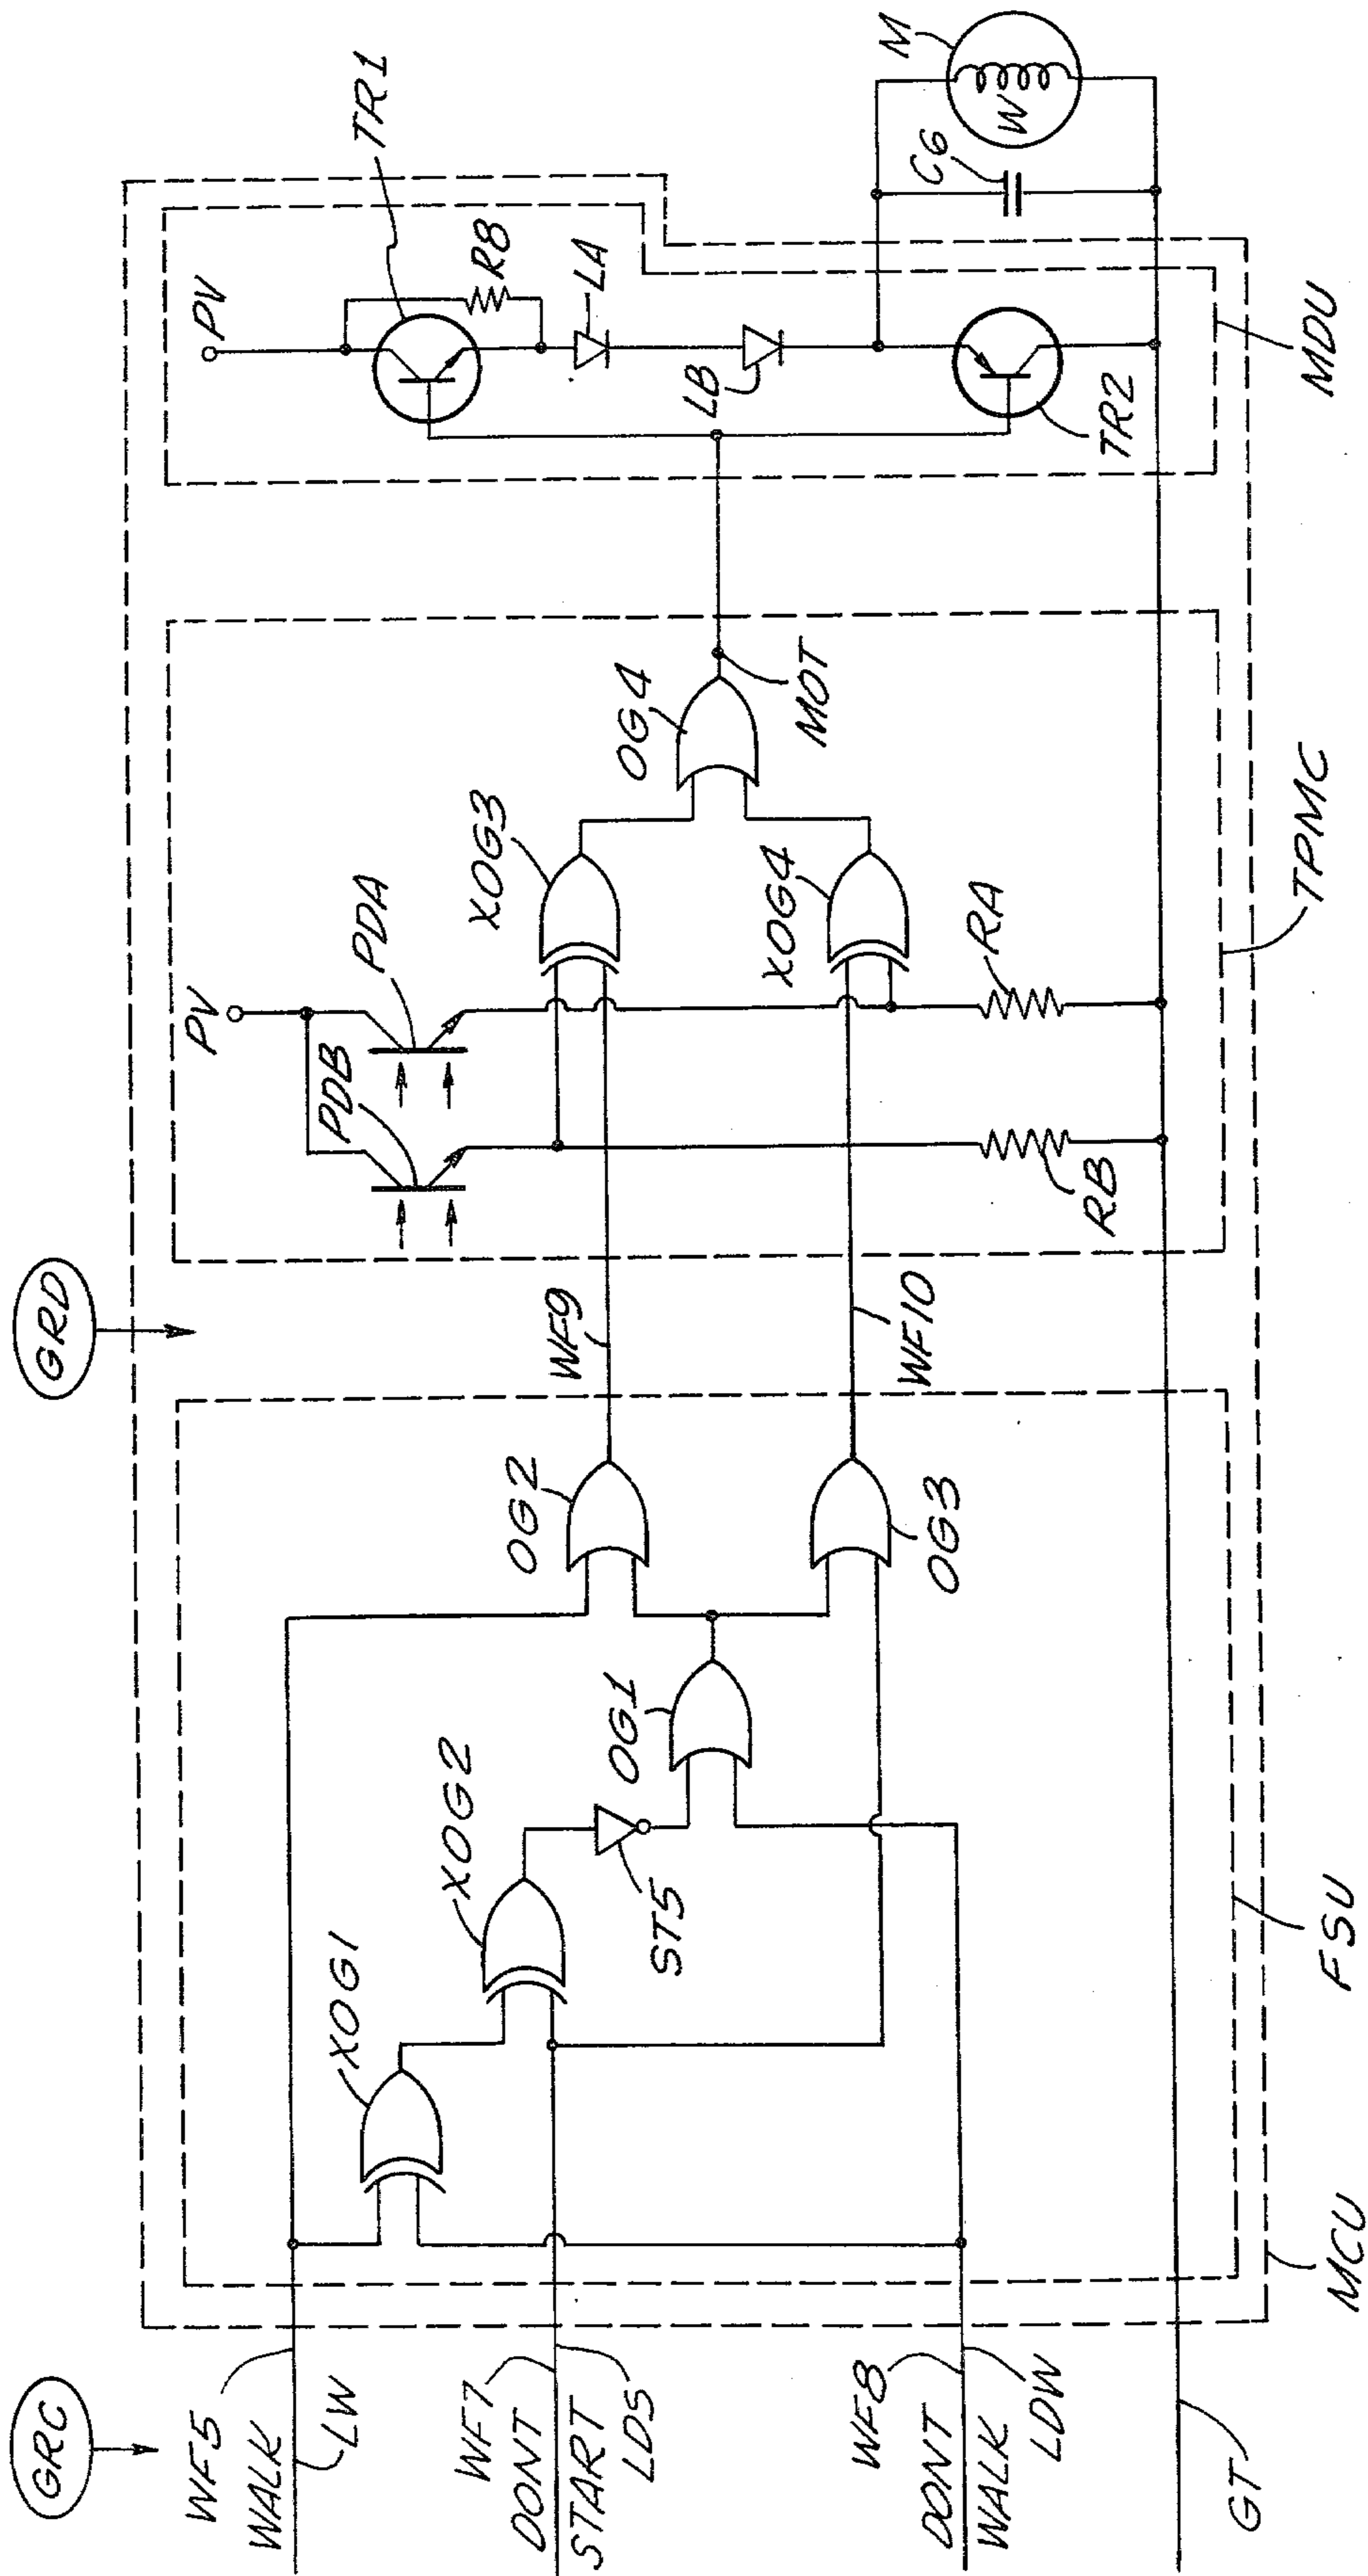 GRC
GRD
WF5
WALK
LW
WF7
DONT
START
LDS
WF8
DONT
WALK
LDW
GT
XOG1
XOG2
ST5
OG1
OG2
OG3
WF9
WF10
FSU
MCU
PV
PDB
PDA
XOG3
XOG4
RB
RA
OG4
MOT
TPMC
PV
TR1
R8
LA
LB
TR2
MDU
C6
W
M